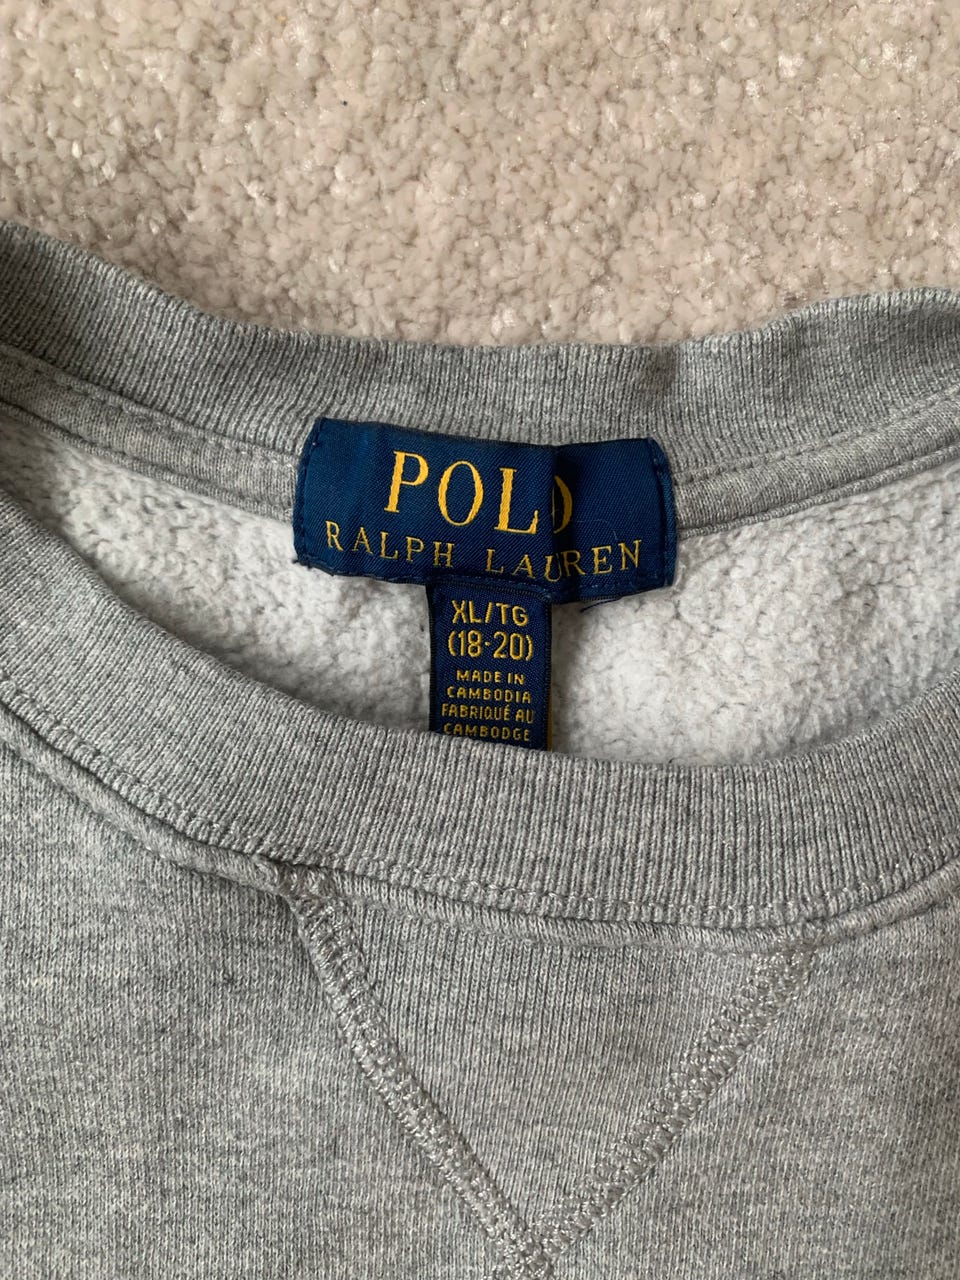 POLO
RALPH LAUREN
XL/TG
(18-20)
MADE IN
CAMBODIA
FABRIQUÉ AU
CAMBODGE